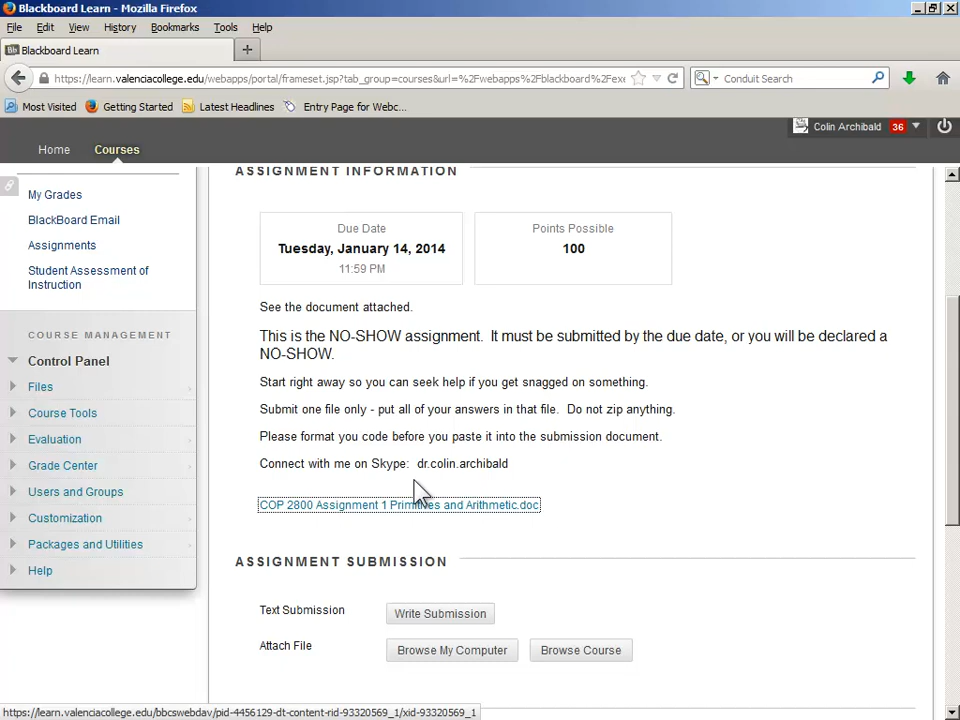 Blackboard Learn - Mozilla Firefox
File Edit View History Bookmarks Tools Help
Bb Blackboard Learn
https://learn.valenciacollege.edu/webapps/portal/frameset.jsp?tab_group=courses&url=%2Fwebapps%2Fblackboard%2Fexe
Conduit Search
Most Visited Getting Started Latest Headlines Entry Page for Webc...
Colin Archibald 36
Home Courses
My Grades
BlackBoard Email
Assignments
Student Assessment of
Instruction
COURSE MANAGEMENT
Control Panel
Files
Course Tools
Evaluation
Grade Center
Users and Groups
Customization
Packages and Utilities
Help
ASSIGNMENT INFORMATION
Due Date
Tuesday, January 14, 2014
11:59 PM
Points Possible
100
See the document attached.
This is the NO-SHOW assignment. It must be submitted by the due date, or you will be declared a
NO-SHOW.
Start right away so you can seek help if you get snagged on something.
Submit one file only - put all of your answers in that file. Do not zip anything.
Please format you code before you paste it into the submission document.
Connect with me on Skype: dr.colin.archibald
COP 2800 Assignment 1 Primitives and Arithmetic.doc
ASSIGNMENT SUBMISSION
Text Submission
Write Submission
Attach File
Browse My Computer
Browse Course
https://learn.valenciacollege.edu/bbcswebdav/pid-4456129-dt-content-rid-93320569_1/xid-93320569_1